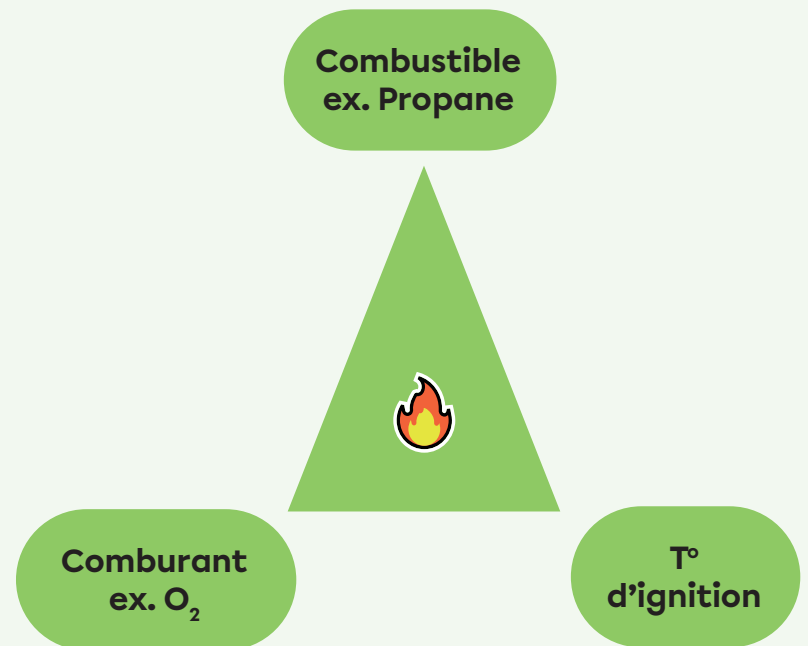 Combustible
ex. Propane
Comburant
ex. O₂
T°
d’ignition